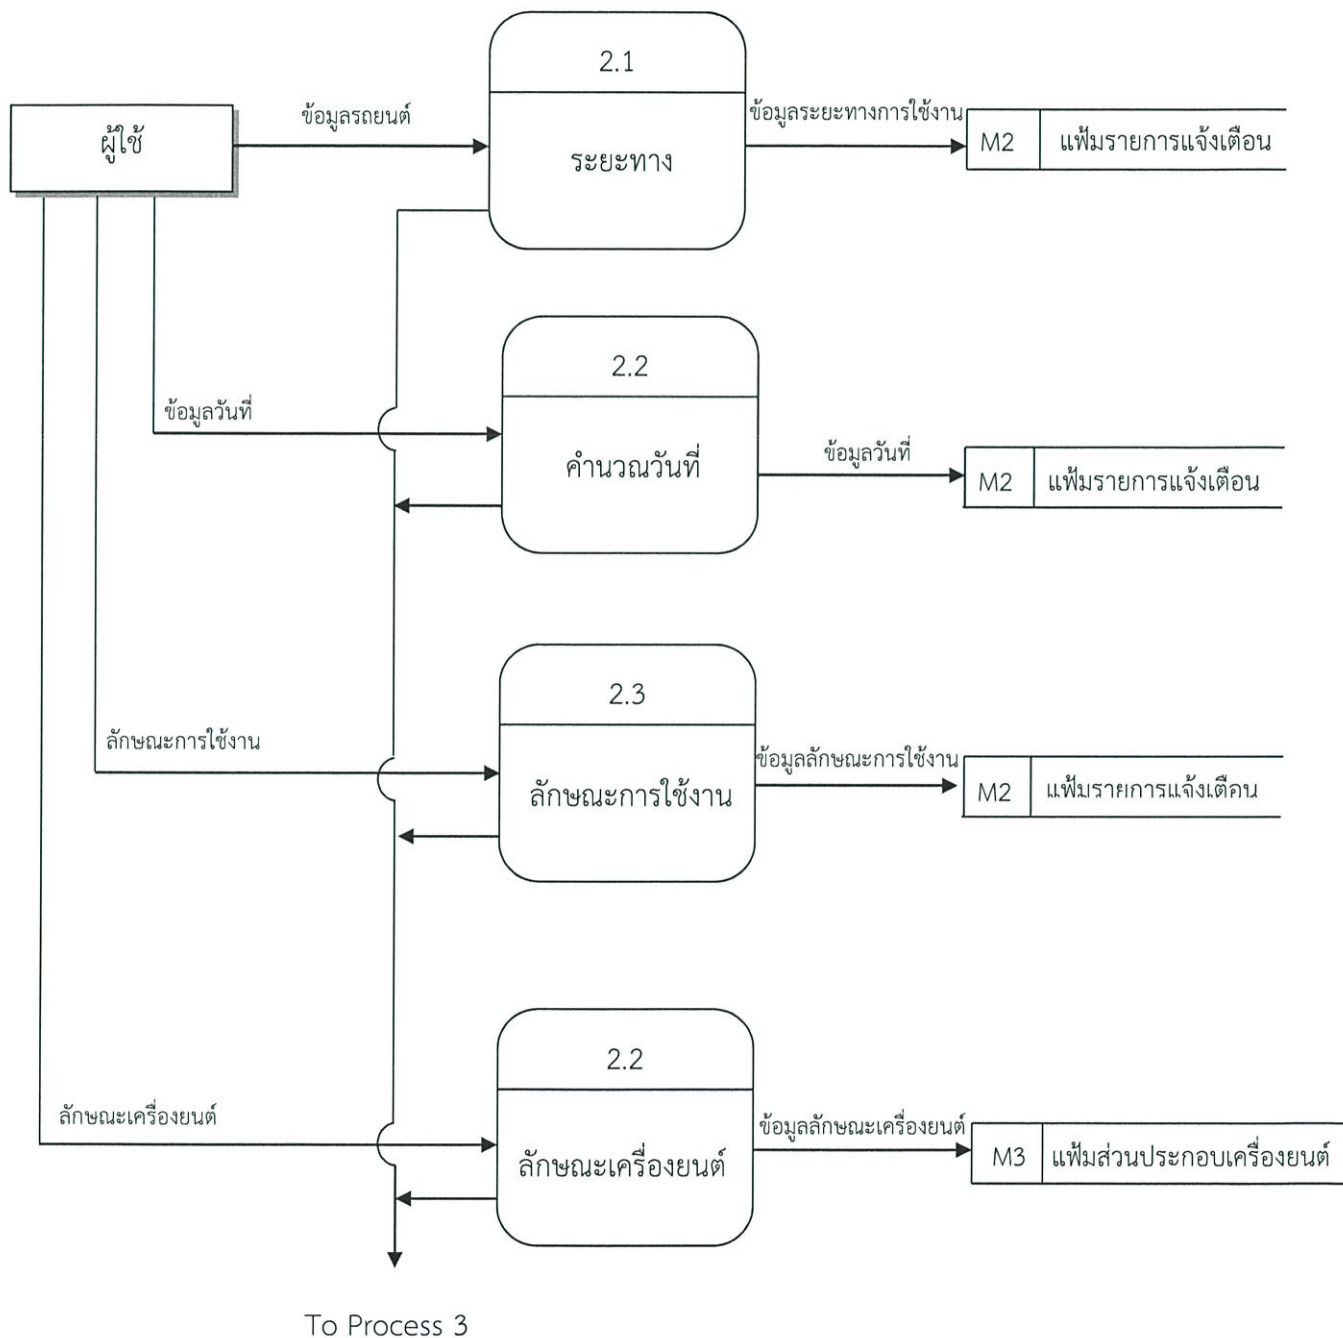 2.1
ผู้ใช้
ข้อมูลรถยนต์
ระยะทาง
ข้อมูลระยะทางการใช้งาน
M2 แฟ้มรายการแจ้งเตือน
2.2
ข้อมูลวันที่
คำนวณวันที่
ข้อมูลวันที่
M2 แฟ้มรายการแจ้งเตือน
2.3
ลักษณะการใช้งาน
ลักษณะการใช้งาน
ข้อมูลลักษณะการใช้งาน
M2 แฟ้มรายการแจ้งเตือน
2.2
ลักษณะเครื่องยนต์
ลักษณะเครื่องยนต์
ข้อมูลลักษณะเครื่องยนต์
M3 แฟ้มส่วนประกอบเครื่องยนต์
To Process 3